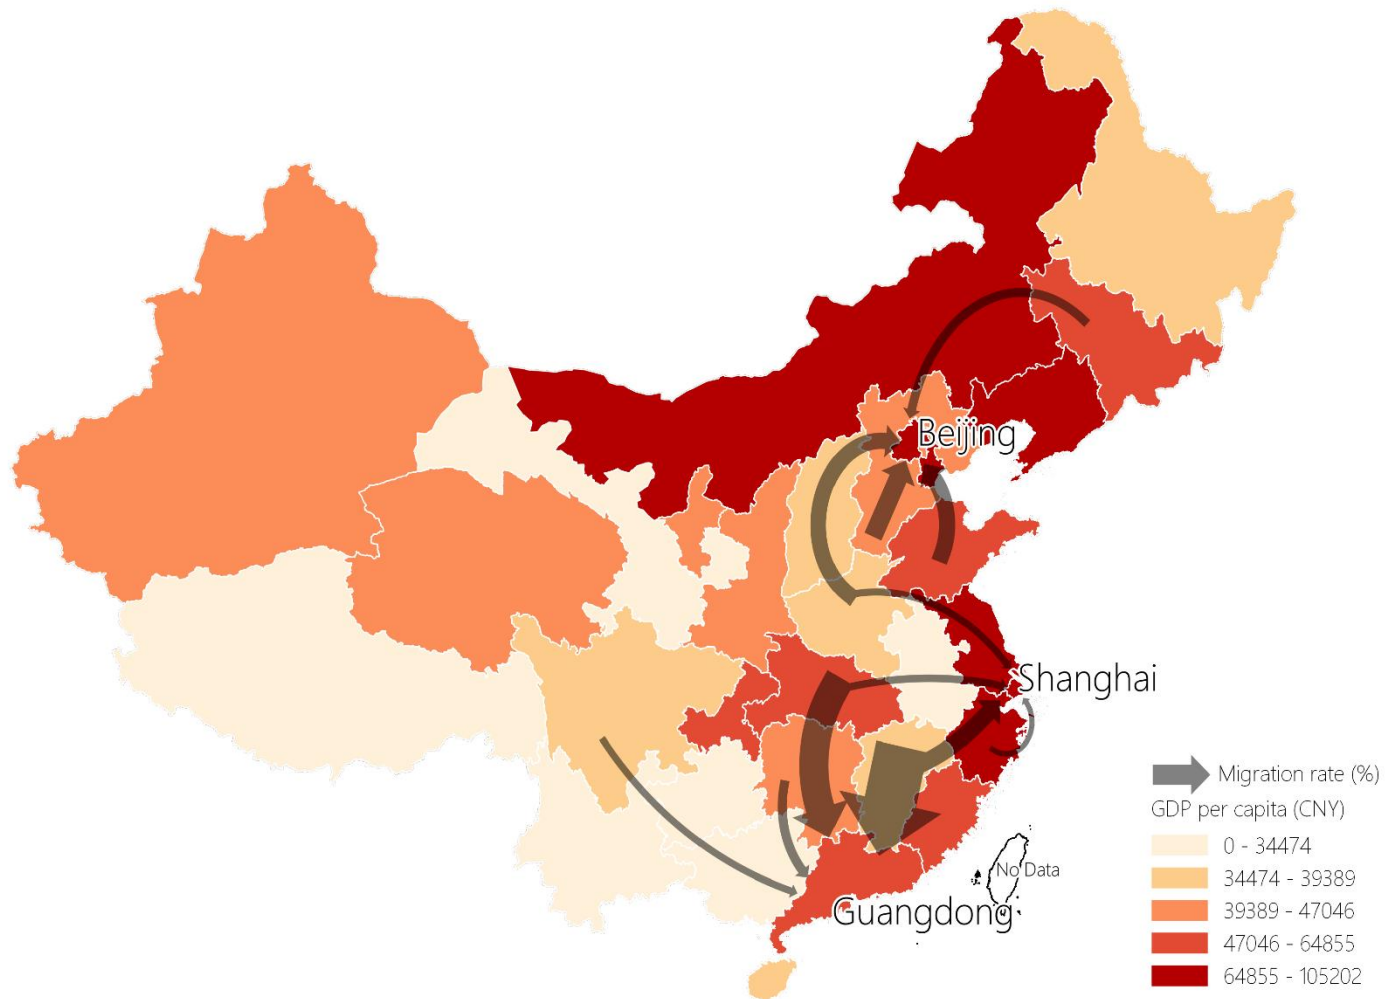 Beijing
Shanghai
Migration rate (%)
GDP per capita (CNY)
0 - 34474
34474 - 39389
39389 - 47046
47046 - 64855
64855 - 105202
No Data
Guangdong